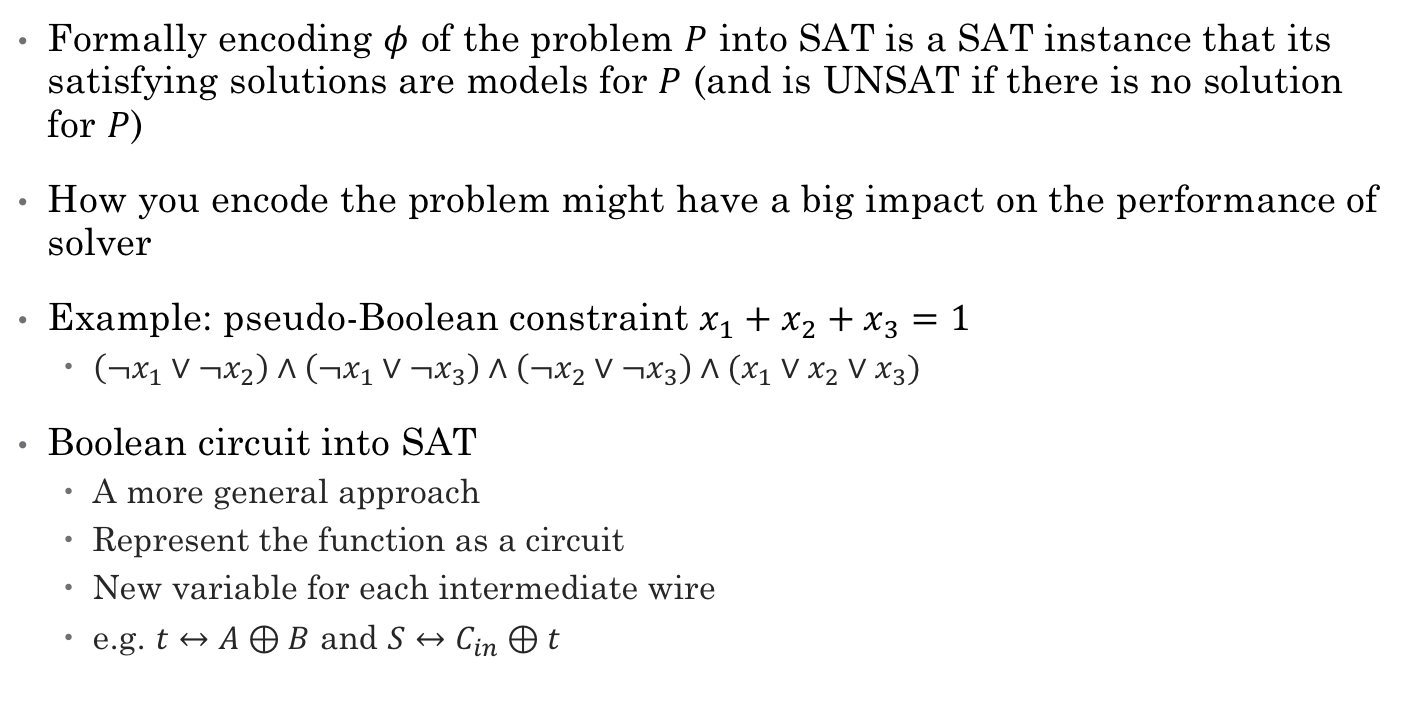 • Formally encoding 𝜙 of the problem 𝑃 into SAT is a SAT instance that its
satisfying solutions are models for 𝑃 (and is UNSAT if there is no solution
for 𝑃)
• How you encode the problem might have a big impact on the performance of
solver
• Example: pseudo-Boolean constraint 𝑥₁ + 𝑥₂ + 𝑥₃ = 1
• (¬𝑥₁ ∨ ¬𝑥₂) ∧ (¬𝑥₁ ∨ ¬𝑥₃) ∧ (¬𝑥₂ ∨ ¬𝑥₃) ∧ (𝑥₁ ∨ 𝑥₂ ∨ 𝑥₃)
• Boolean circuit into SAT
• A more general approach
• Represent the function as a circuit
• New variable for each intermediate wire
• e.g. 𝑡 ↔ 𝐴 ⊕ 𝐵 and 𝑆 ↔ 𝐶ᵢₙ ⊕ 𝑡